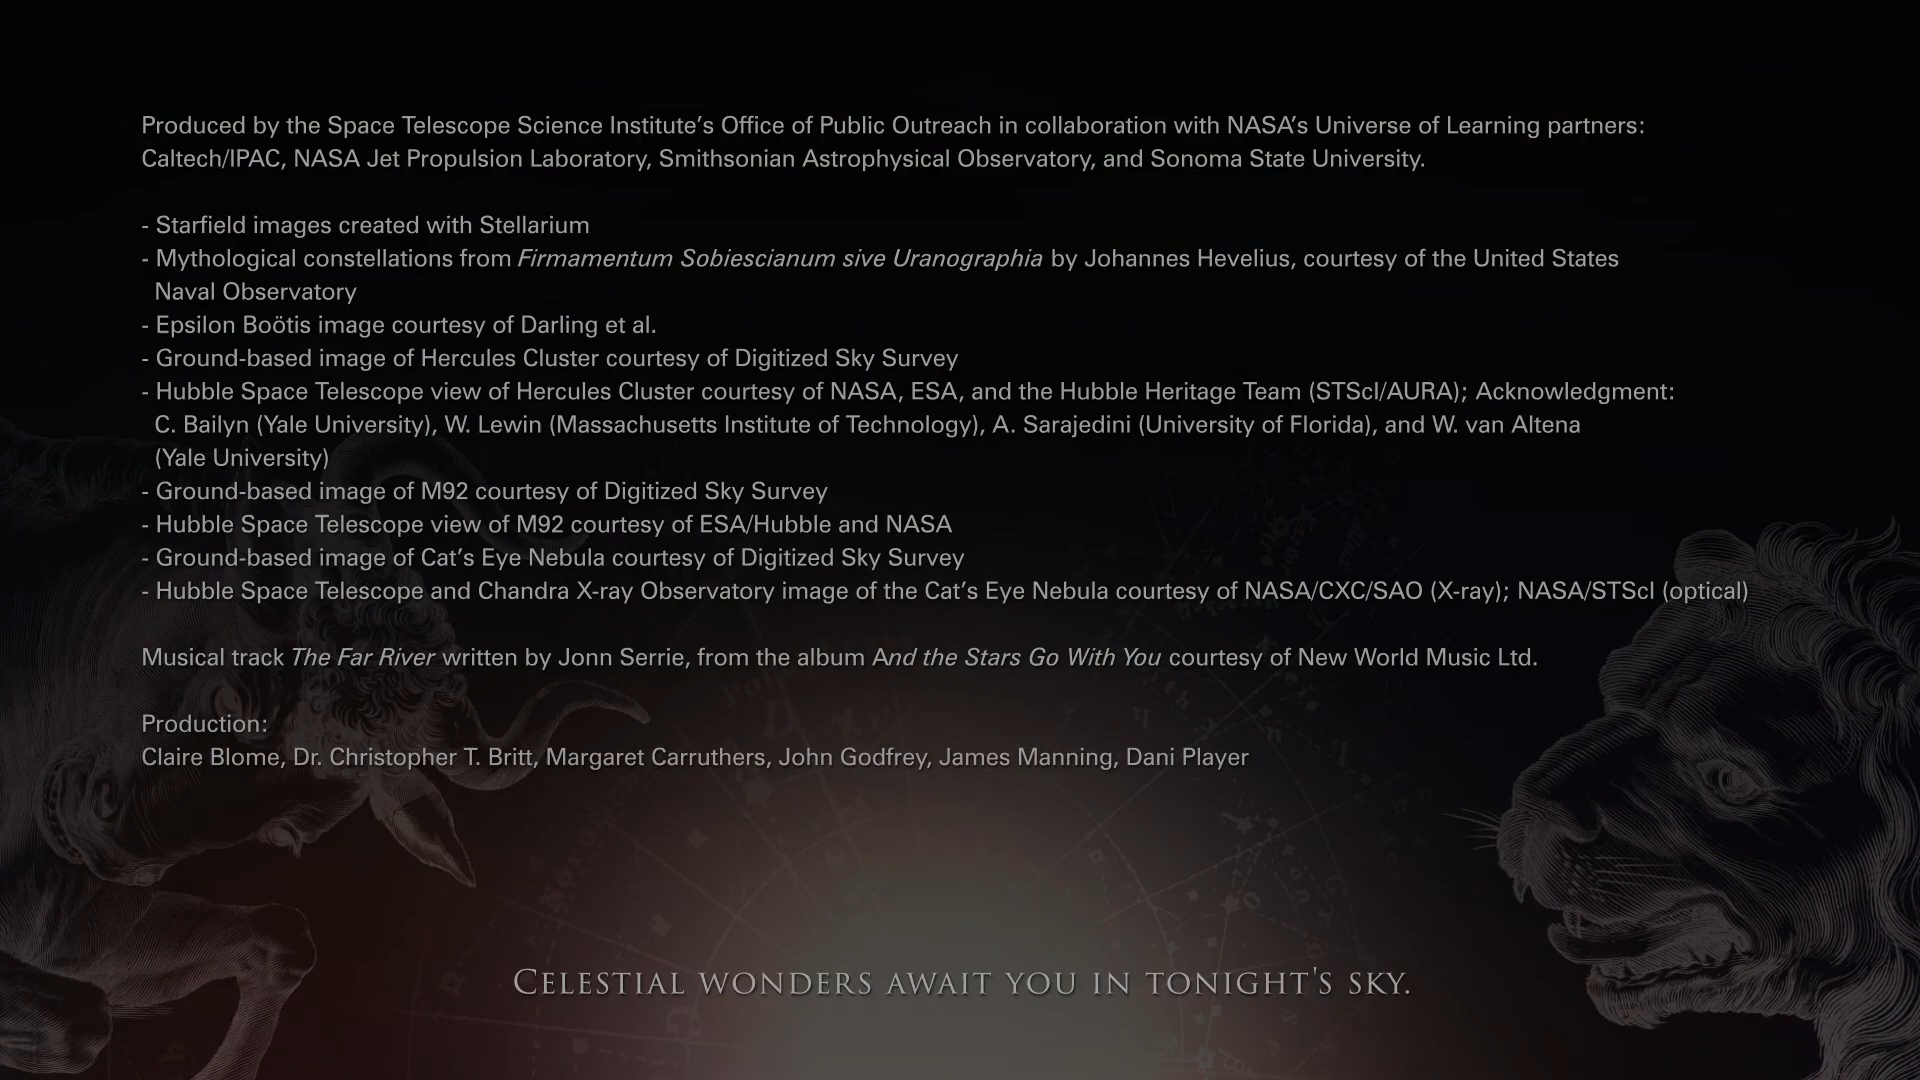 Produced by the Space Telescope Science Institute’s Office of Public Outreach in collaboration with NASA’s Universe of Learning partners:
Caltech/IPAC, NASA Jet Propulsion Laboratory, Smithsonian Astrophysical Observatory, and Sonoma State University.
- Starfield images created with Stellarium
- Mythological constellations from Firmamentum Sobiescianum sive Uranographia by Johannes Hevelius, courtesy of the United States
Naval Observatory
- Epsilon Boötis image courtesy of Darling et al.
- Ground-based image of Hercules Cluster courtesy of Digitized Sky Survey
- Hubble Space Telescope view of Hercules Cluster courtesy of NASA, ESA, and the Hubble Heritage Team (STScI/AURA); Acknowledgment:
C. Bailyn (Yale University), W. Lewin (Massachusetts Institute of Technology), A. Sarajedini (University of Florida), and W. van Altena
(Yale University)
- Ground-based image of M92 courtesy of Digitized Sky Survey
- Hubble Space Telescope view of M92 courtesy of ESA/Hubble and NASA
- Ground-based image of Cat’s Eye Nebula courtesy of Digitized Sky Survey
- Hubble Space Telescope and Chandra X-ray Observatory image of the Cat’s Eye Nebula courtesy of NASA/CXC/SAO (X-ray); NASA/STScI (optical)
Musical track The Far River written by Jonn Serrie, from the album And the Stars Go With You courtesy of New World Music Ltd.
Production:
Claire Blome, Dr. Christopher T. Britt, Margaret Carruthers, John Godfrey, James Manning, Dani Player
Celestial wonders await you in tonight's sky.